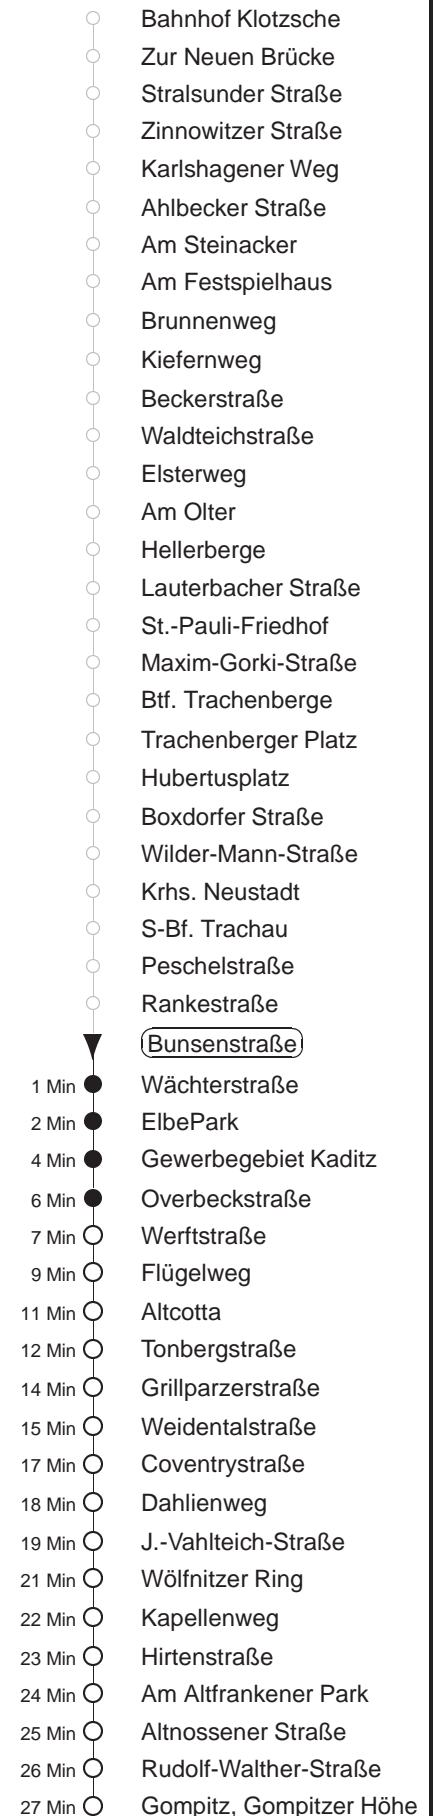 Bahnhof Klotzsche
Zur Neuen Brücke
Stralsunder Straße
Zinnowitzer Straße
Karlshagener Weg
Ahlbecker Straße
Am Steinacker
Am Festspielhaus
Brunnenweg
Kiefernweg
Beckerstraße
Waldteichstraße
Elsterweg
Am Olter
Hellerberge
Lauterbacher Straße
St.-Pauli-Friedhof
Maxim-Gorki-Straße
Btf. Trachenberge
Trachenberger Platz
Hubertusplatz
Boxdorfer Straße
Wilder-Mann-Straße
Krhs. Neustadt
S-Bf. Trachau
Peschelstraße
Rankestraße
Bunsenstraße
1 Min Wächterstraße
2 Min ElbePark
4 Min Gewerbegebiet Kaditz
6 Min Overbeckstraße
7 Min Werftstraße
9 Min Flügelweg
11 Min Altcotta
12 Min Tonbergstraße
14 Min Grillparzerstraße
15 Min Weidentalstraße
17 Min Coventrystraße
18 Min Dahlienweg
19 Min J.-Vahlteich-Straße
21 Min Wölfnitzer Ring
22 Min Kapellenweg
23 Min Hirtenstraße
24 Min Am Altfrankener Park
25 Min Altnossener Straße
26 Min Rudolf-Walther-Straße
27 Min Gompitz, Gompitzer Höhe